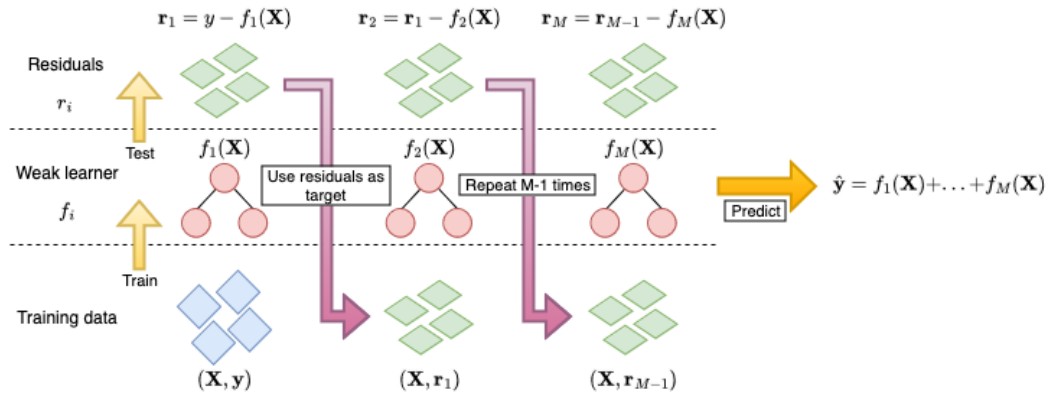 𝐫₁ = y − f₁(𝐗)
𝐫₂ = 𝐫₁ − f₂(𝐗)
𝐫_M = 𝐫_{M−1} − f_M(𝐗)
Residuals
r_i
Test
f₁(𝐗)
f₂(𝐗)
f_M(𝐗)
Weak learner
f_i
Use residuals as
target
Repeat M-1 times
Predict
ŷ = f₁(𝐗)+...+f_M(𝐗)
Train
Training data
(𝐗, 𝐲)
(𝐗, 𝐫₁)
(𝐗, 𝐫_{M−1})